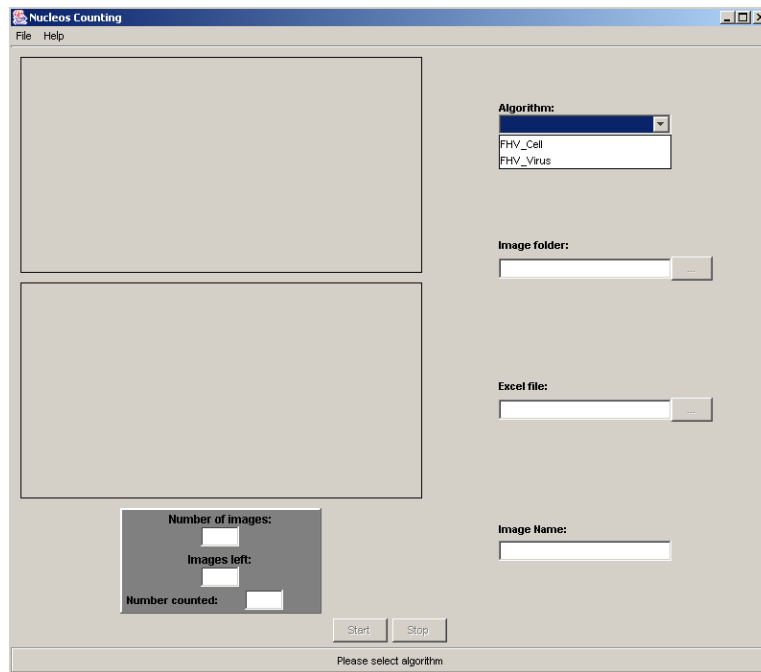 Nucleos Counting
File Help
Algorithm:
FHV_Cell
FHV_Virus
Image folder:
...
Excel file:
...
Number of images:
Images left:
Number counted:
Image Name:
Start Stop
Please select algorithm